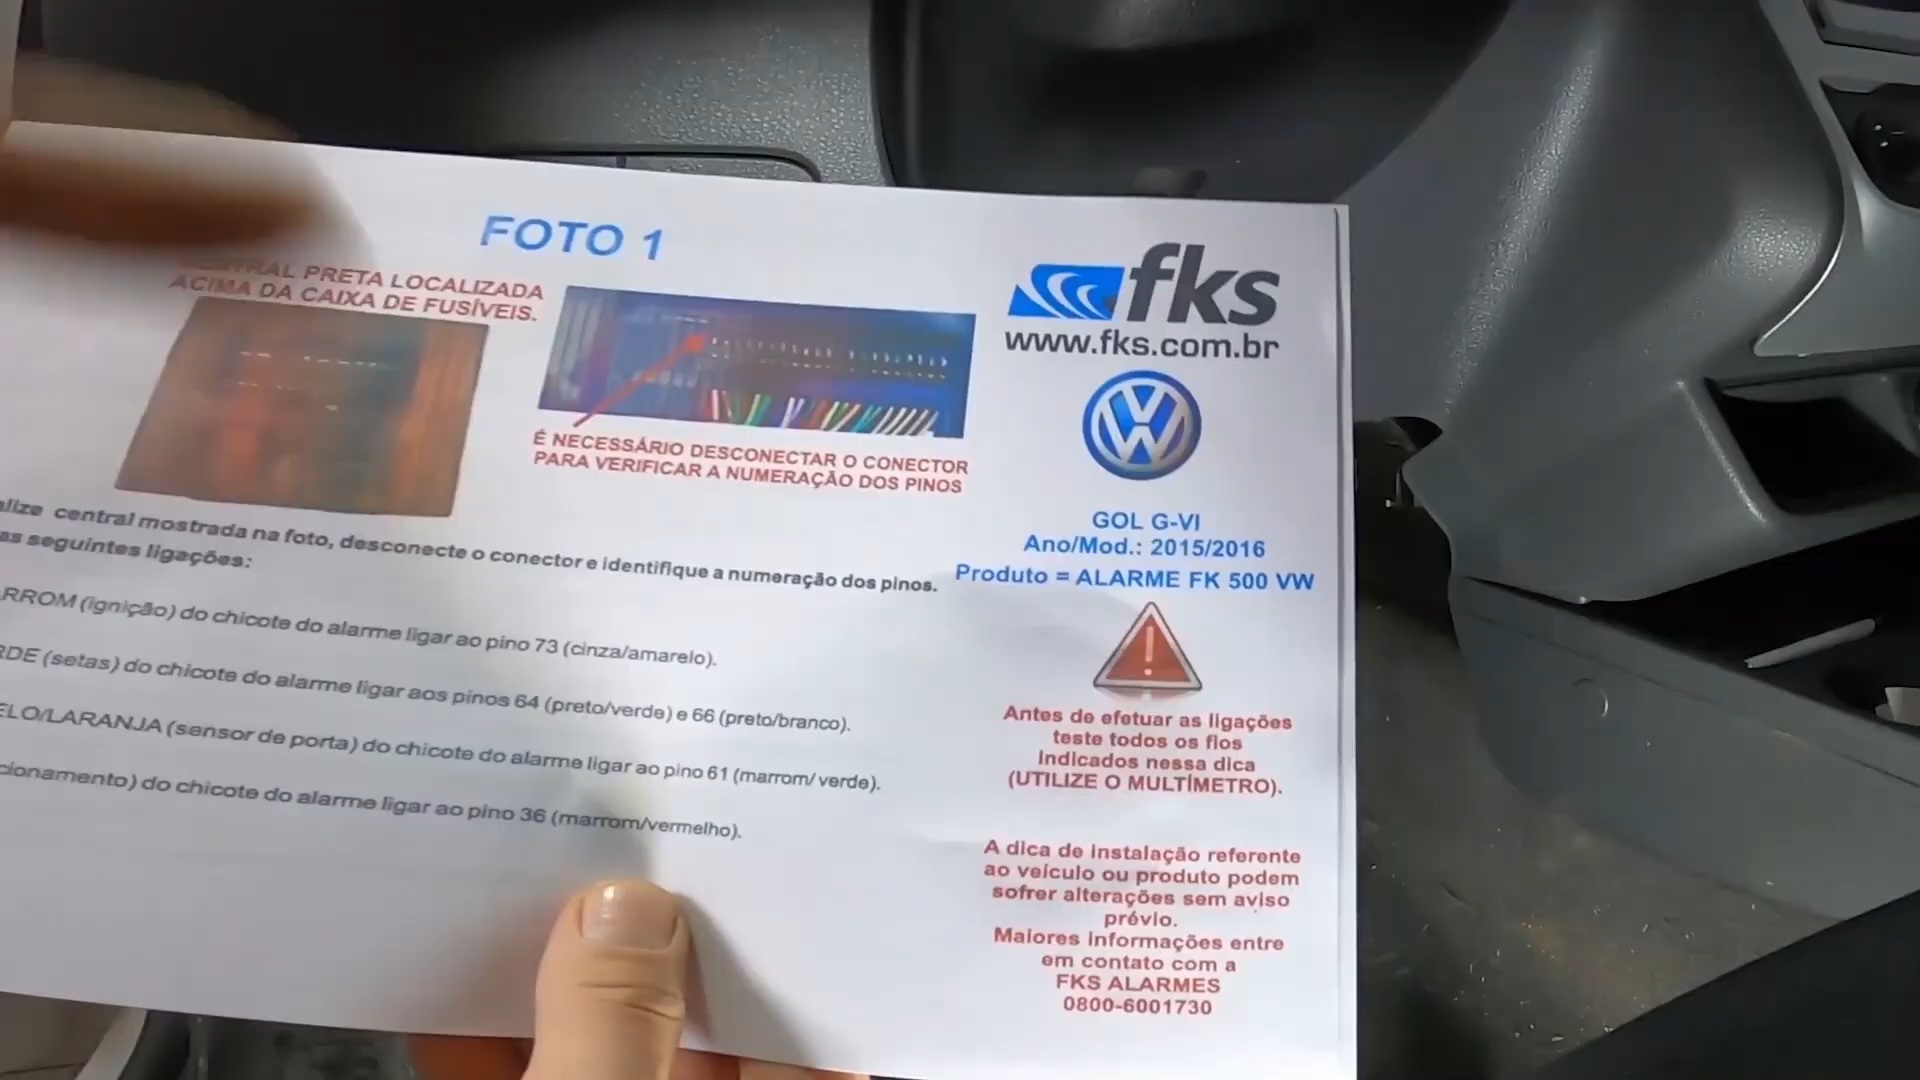 FOTO 1
CENTRAL PRETA LOCALIZADA
ACIMA DA CAIXA DE FUSÍVEIS.
É NECESSÁRIO DESCONECTAR O CONECTOR
PARA VERIFICAR A NUMERAÇÃO DOS PINOS
central mostrada na foto, desconecte o conector e identifique a numeração dos pinos.
as seguintes ligações:
(ignição) do chicote do alarme ligar ao pino 73 (cinza/amarelo).
(setas) do chicote do alarme ligar aos pinos 64 (preto/verde) e 66 (preto/branco).
/LARANJA (sensor de porta) do chicote do alarme ligar ao pino 61 (marrom/ verde).
do chicote do alarme ligar ao pino 36 (marrom/vermelho).
fks
www.fks.com.br
VW
GOL G-VI
Ano/Mod.: 2015/2016
Produto = ALARME FK 500 VW
!
Antes de efetuar as ligações
teste todos os fios
indicados nessa dica
(UTILIZE O MULTÍMETRO).
A dica de instalação referente
ao veículo ou produto podem
sofrer alterações sem aviso
prévio.
Maiores informações entre
em contato com a
FKS ALARMES
0800-6001730